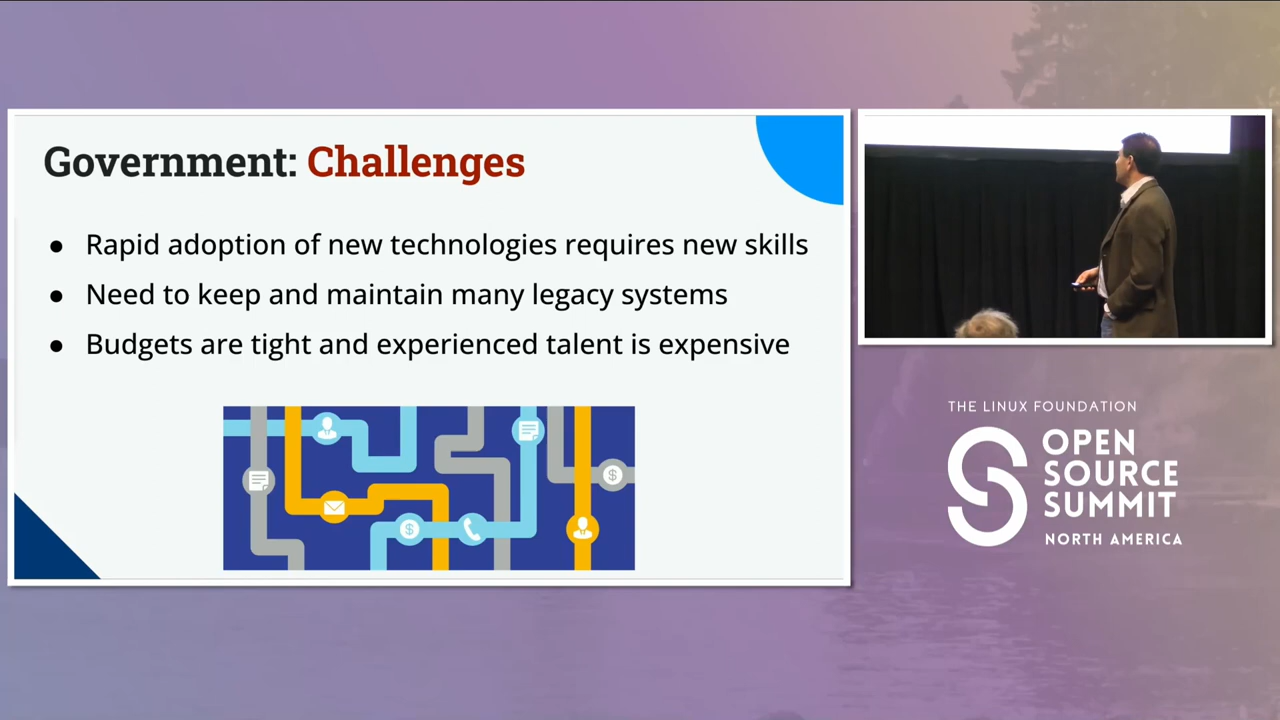 Government: Challenges
● Rapid adoption of new technologies requires new skills
● Need to keep and maintain many legacy systems
● Budgets are tight and experienced talent is expensive
$
$
THE LINUX FOUNDATION
OPEN
SOURCE
SUMMIT
NORTH AMERICA